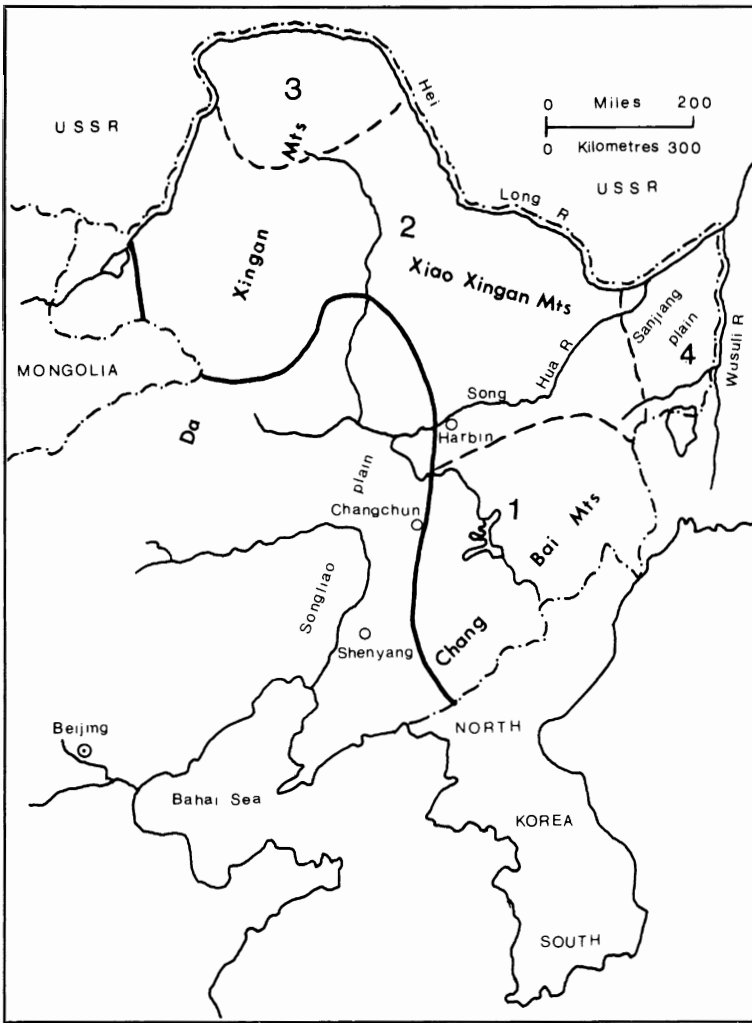 3
Hei
USSR
Mts
0 Miles 200
0 Kilometres 300
Long R
USSR
2
Xingan
Xiao Xingan Mts
Sanjiang
plain
4
Wusuli R
Hua R
MONGOLIA
Song
Da
Harbin
plain
Changchun
1
Bai Mts
Songliao
Shenyang
Chang
NORTH
Beijing
Bahai Sea
KOREA
SOUTH